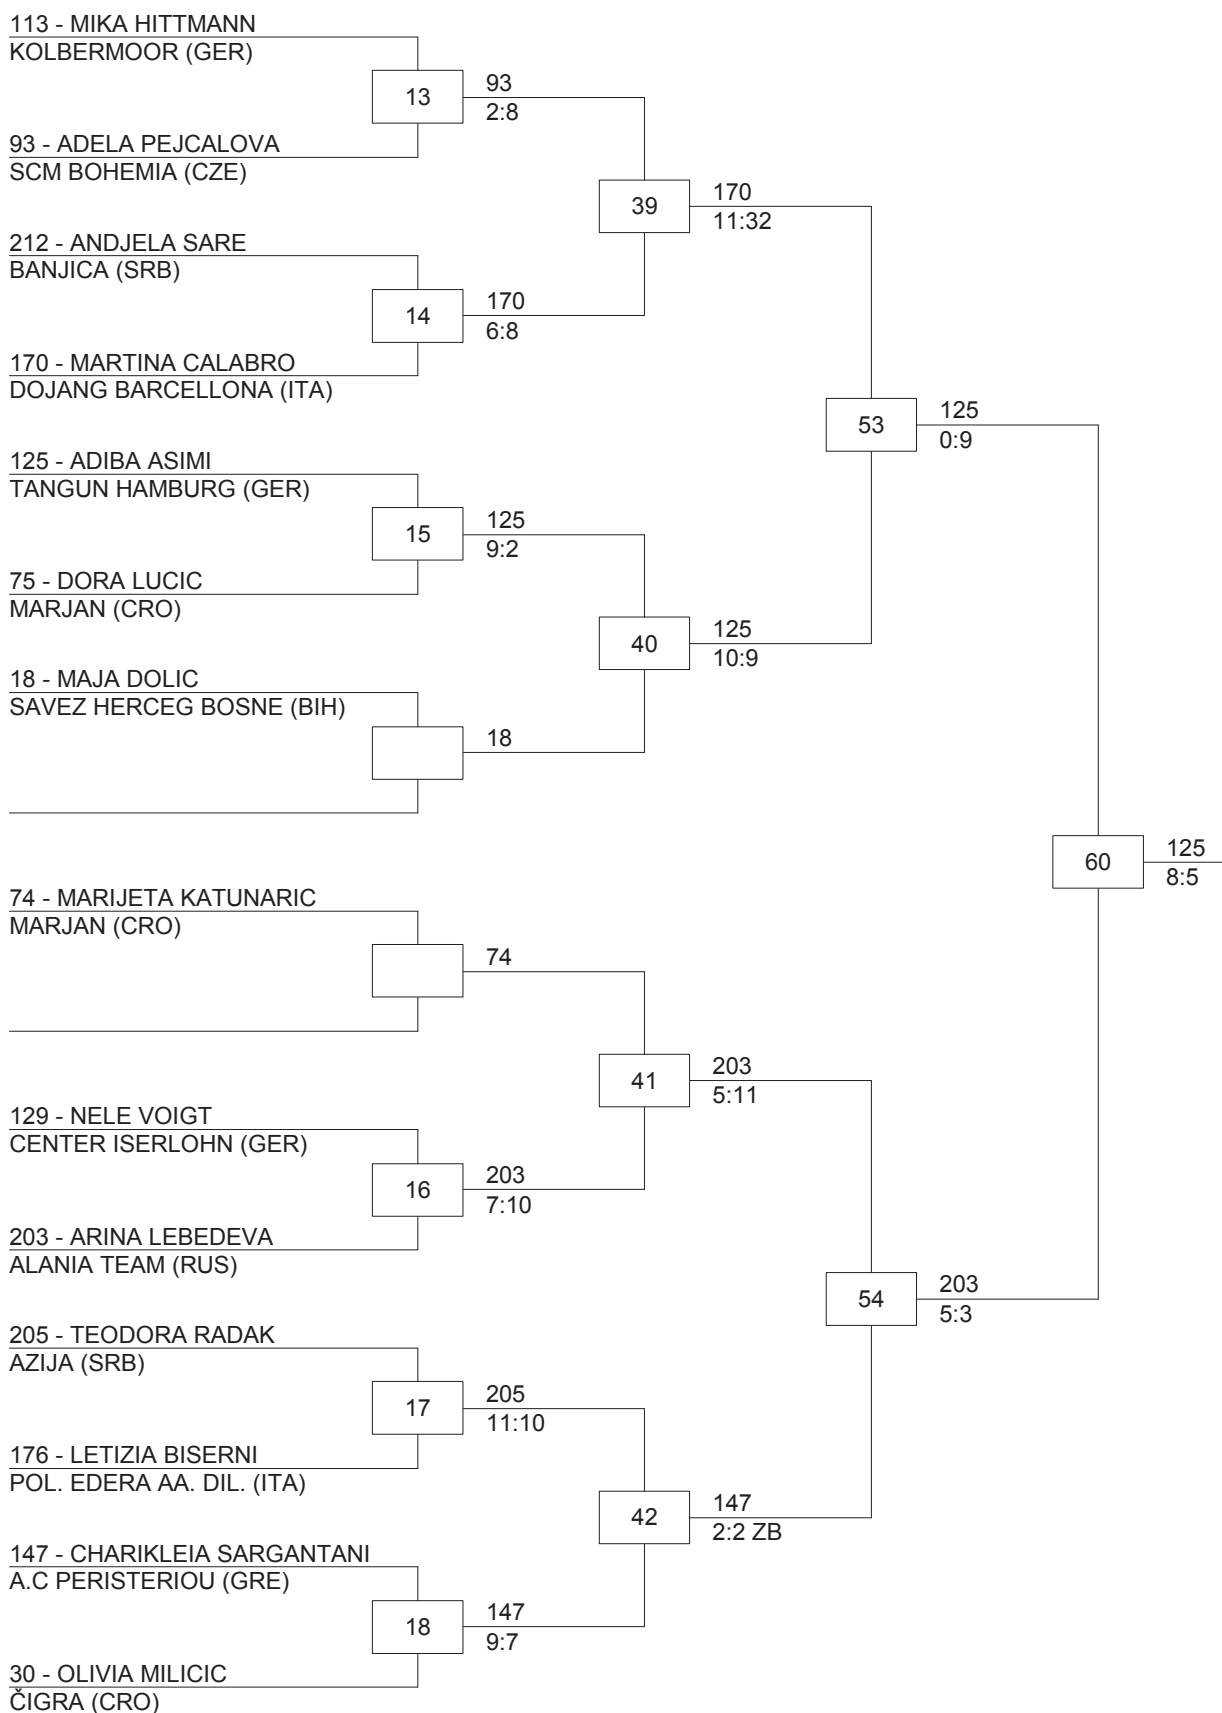 113 - MIKA HITTMANN
KOLBERMOOR (GER)
13
93
2:8
93 - ADELA PEJCALOVA
SCM BOHEMIA (CZE)
39
170
11:32
212 - ANDJELA SARE
BANJICA (SRB)
14
170
6:8
170 - MARTINA CALABRO
DOJANG BARCELLONA (ITA)
53
125
0:9
125 - ADIBA ASIMI
TANGUN HAMBURG (GER)
15
125
9:2
75 - DORA LUCIC
MARJAN (CRO)
40
125
10:9
18 - MAJA DOLIC
SAVEZ HERCEG BOSNE (BIH)
18
60
125
8:5
74 - MARIJETA KATUNARIC
MARJAN (CRO)
74
41
203
5:11
129 - NELE VOIGT
CENTER ISERLOHN (GER)
16
203
7:10
203 - ARINA LEBEDEVA
ALANIA TEAM (RUS)
54
203
5:3
205 - TEODORA RADAK
AZIJA (SRB)
17
205
11:10
176 - LETIZIA BISERNI
POL. EDERA AA. DIL. (ITA)
42
147
2:2 ZB
147 - CHARIKLEIA SARGANTANI
A.C PERISTERIOU (GRE)
18
147
9:7
30 - OLIVIA MILICIC
ČIGRA (CRO)